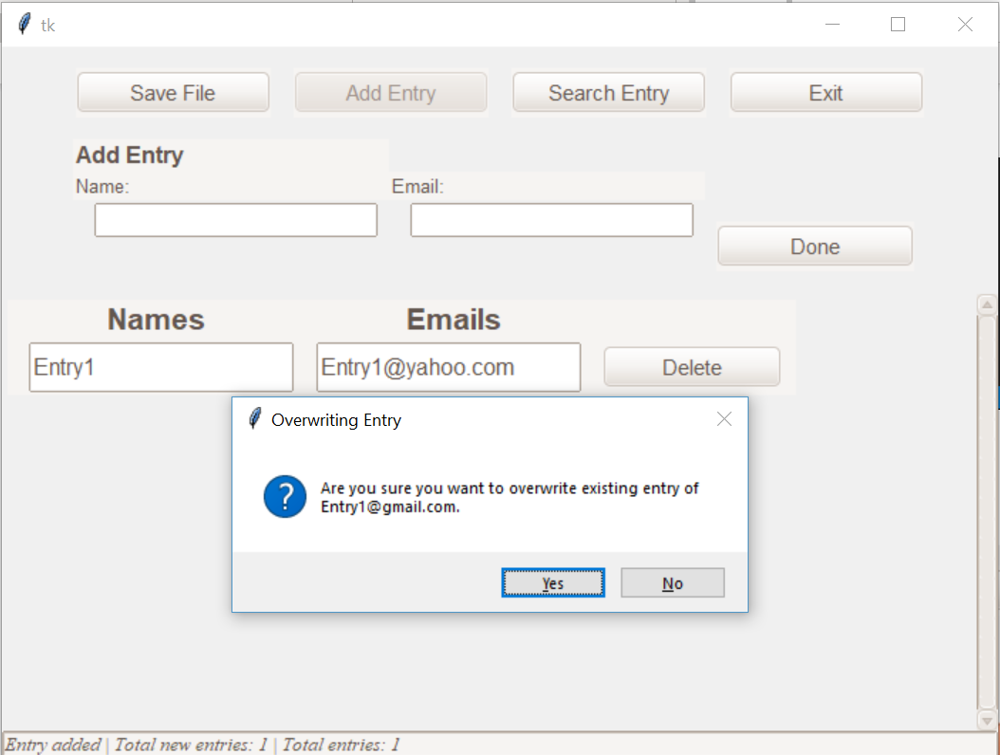 tk
Save File Add Entry Search Entry Exit
Add Entry
Name: Email:
Done
Names Emails
Entry1 Entry1@yahoo.com Delete
Overwriting Entry
Are you sure you want to overwrite existing entry of
Entry1@gmail.com.
Yes No
Entry added | Total new entries: 1 | Total entries: 1